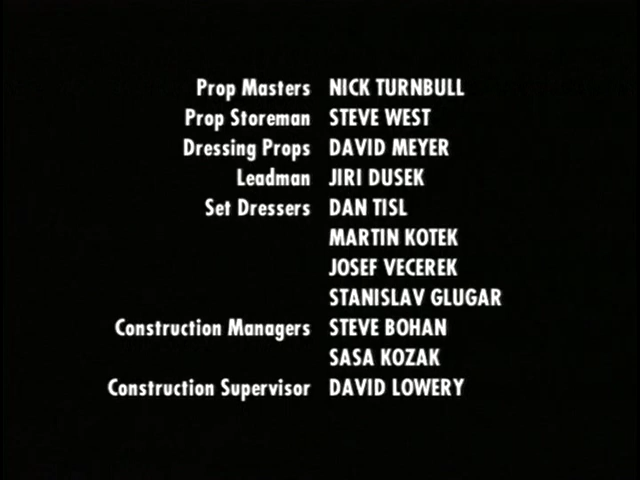 Prop Masters NICK TURNBULL
Prop Storeman STEVE WEST
Dressing Props DAVID MEYER
Leadman JIRI DUSEK
Set Dressers DAN TISL
MARTIN KOTEK
JOSEF VECEREK
STANISLAV GLUGAR
Construction Managers STEVE BOHAN
SASA KOZAK
Construction Supervisor DAVID LOWERY